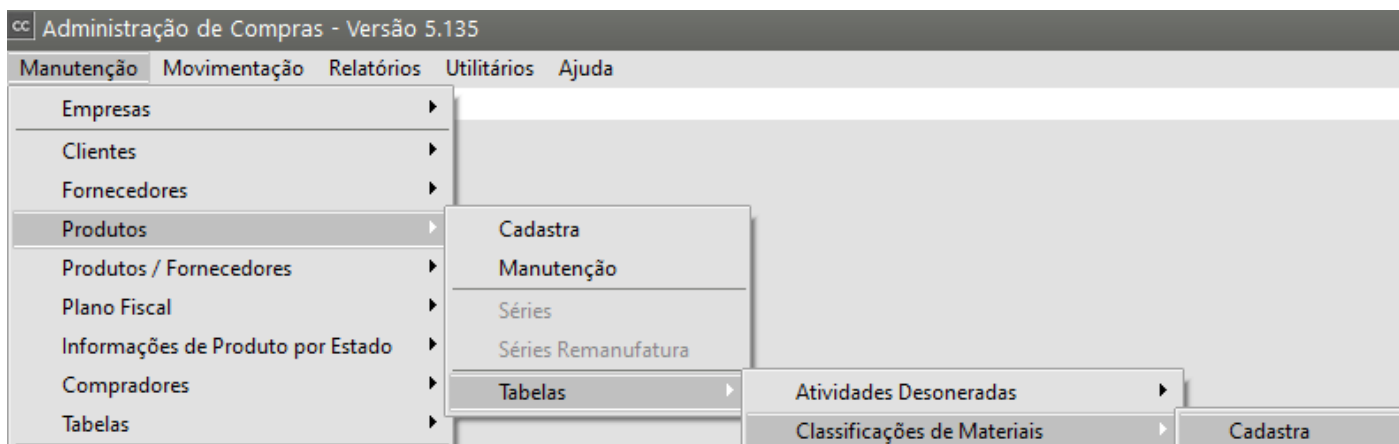 cc Administração de Compras - Versão 5.135
Manutenção Movimentação Relatórios Utilitários Ajuda
Empresas
Clientes
Fornecedores
Produtos Cadastra
Produtos / Fornecedores Manutenção
Plano Fiscal Séries
Informações de Produto por Estado Séries Remanufatura
Compradores Tabelas Atividades Desoneradas
Tabelas Classificações de Materiais Cadastra